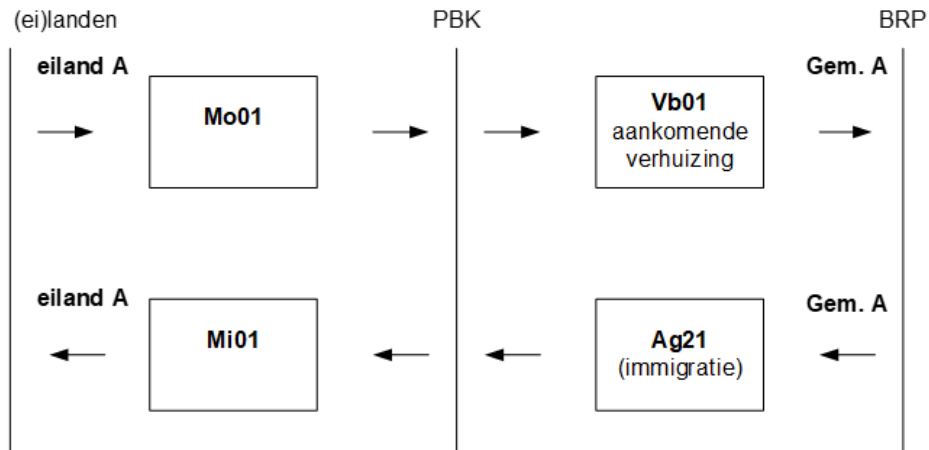 (ei)landen PBK BRP
eiland A Gem. A
Mo01 Vb01
aankomende
verhuizing
eiland A Gem. A
Mi01 Ag21
(immigratie)